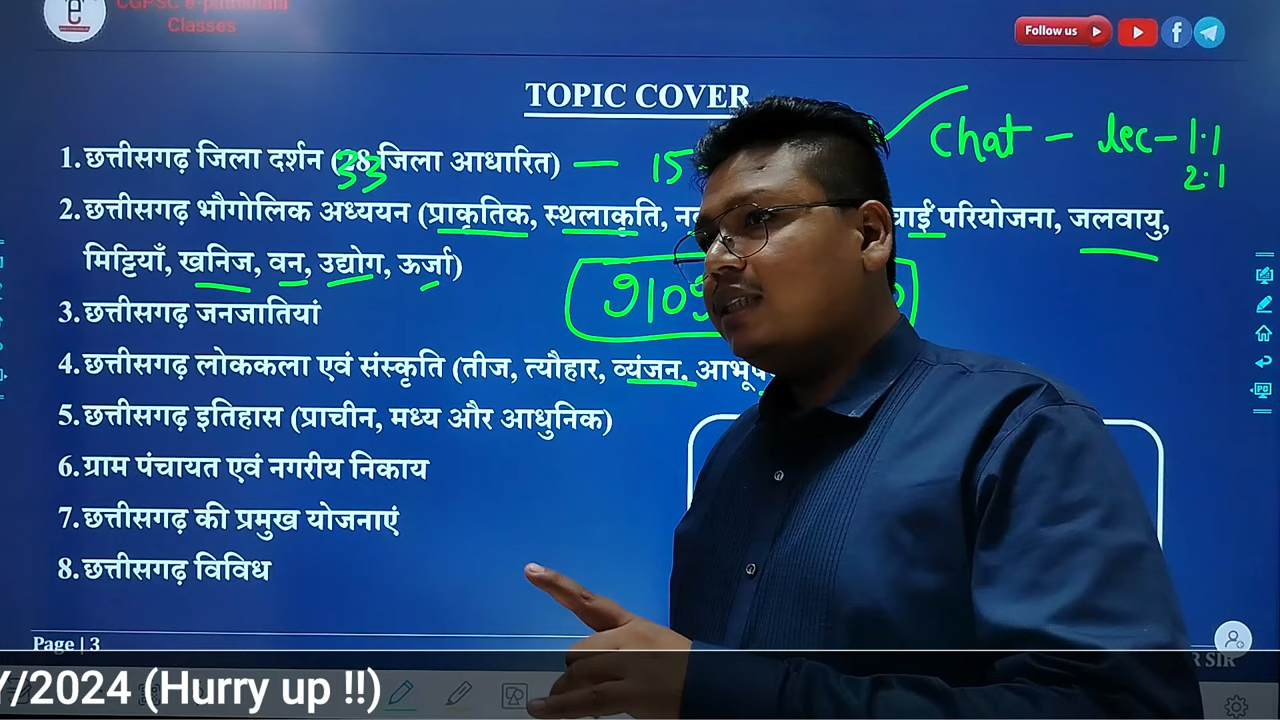 CGPSC e-pathshala
Classes
Follow us
TOPIC COVER
Chat - lec-1.1
2.1
1. छत्तीसगढ़ जिला दर्शन (28 जिला आधारित) — 15
33
2. छत्तीसगढ़ भौगोलिक अध्ययन (प्राकृतिक, स्थलाकृति, परियोजना, जलवायु,
मिट्टियाँ, खनिज, वन, उद्योग, ऊर्जा)
3. छत्तीसगढ़ जनजातियां
4. छत्तीसगढ़ लोककला एवं संस्कृति (तीज, त्यौहार, व्यंजन,
5. छत्तीसगढ़ इतिहास (प्राचीन, मध्य और आधुनिक)
6. ग्राम पंचायत एवं नगरीय निकाय
7. छत्तीसगढ़ की प्रमुख योजनाएं
8. छत्तीसगढ़ विविध
Page | 3
SIR
/2024 (Hurry up !!)